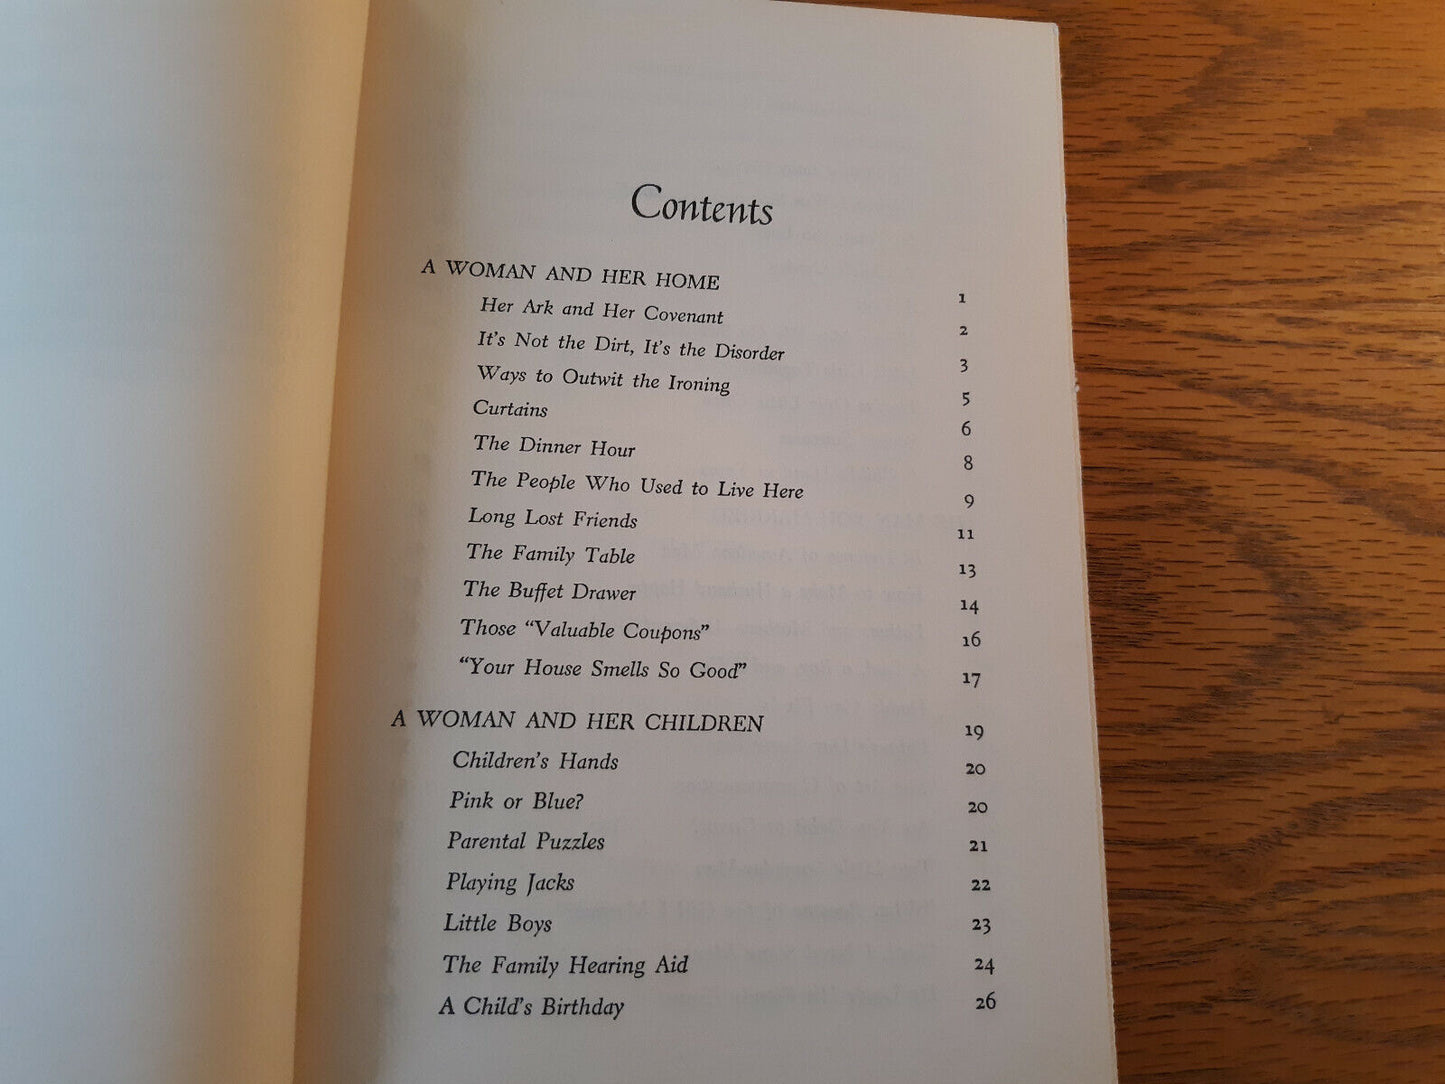 Contents
A WOMAN AND HER HOME 1
Her Ark and Her Covenant 2
It's Not the Dirt, It's the Disorder 3
Ways to Outwit the Ironing 5
Curtains 6
The Dinner Hour 8
The People Who Used to Live Here 9
Long Lost Friends 11
The Family Table 13
The Buffet Drawer 14
Those "Valuable Coupons" 16
"Your House Smells So Good" 17
A WOMAN AND HER CHILDREN 19
Children's Hands 20
Pink or Blue? 20
Parental Puzzles 21
Playing Jacks 22
Little Boys 23
The Family Hearing Aid 24
A Child's Birthday 26